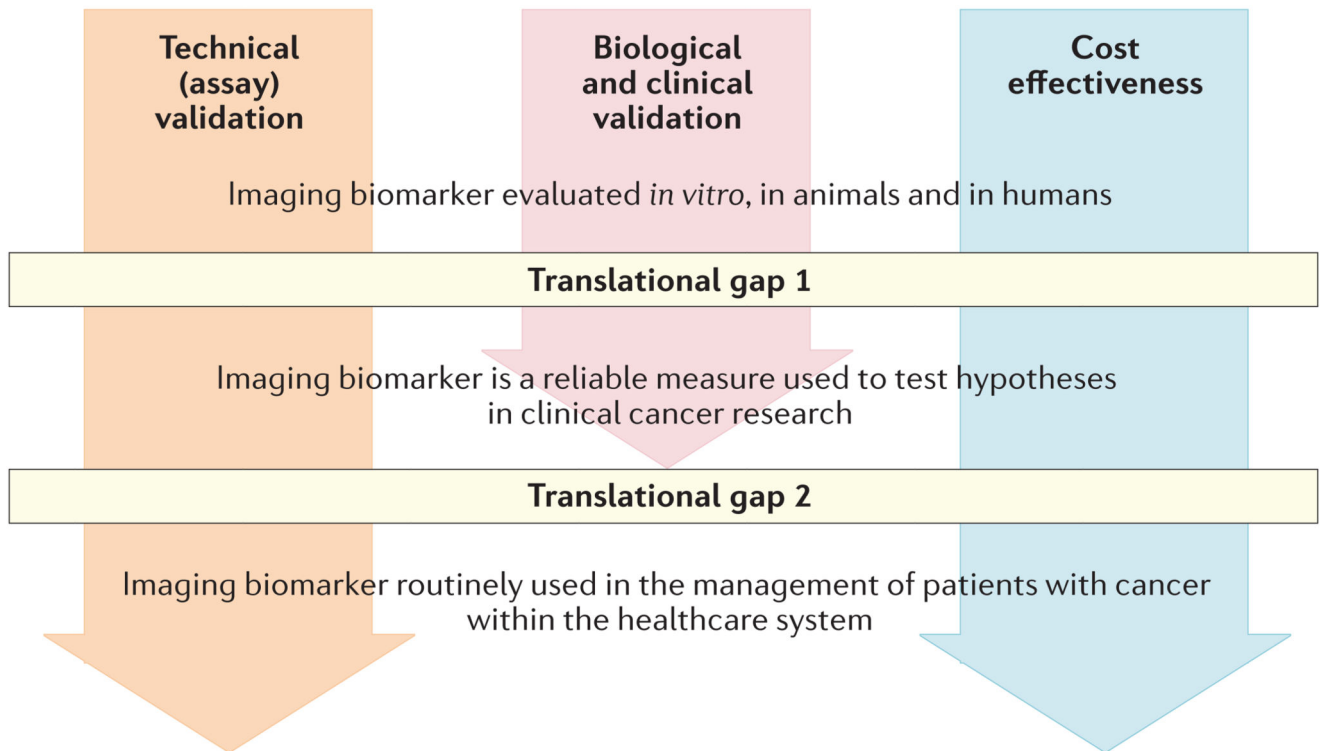 Technical
(assay)
validation
Biological
and clinical
validation
Cost
effectiveness
Imaging biomarker evaluated in vitro, in animals and in humans
Translational gap 1
Imaging biomarker is a reliable measure used to test hypotheses
in clinical cancer research
Translational gap 2
Imaging biomarker routinely used in the management of patients with cancer
within the healthcare system